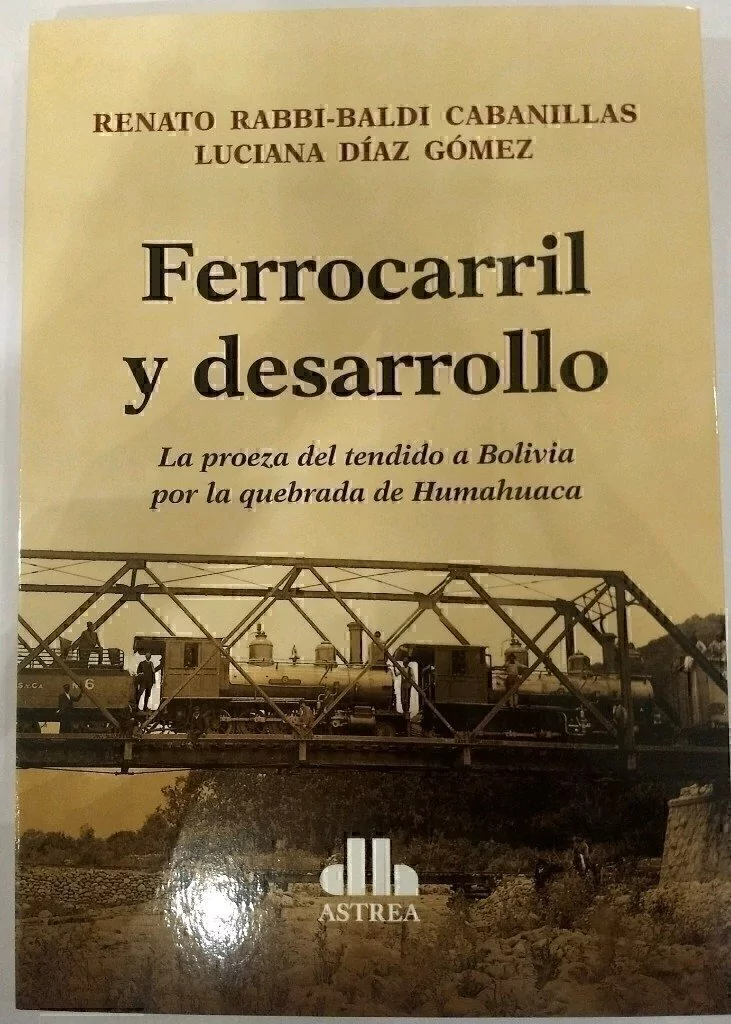 RENATO RABBI-BALDI CABANILLAS
LUCIANA DÍAZ GÓMEZ
Ferrocarril
y desarrollo
La proeza del tendido a Bolivia
por la quebrada de Humahuaca
6
ASTREA